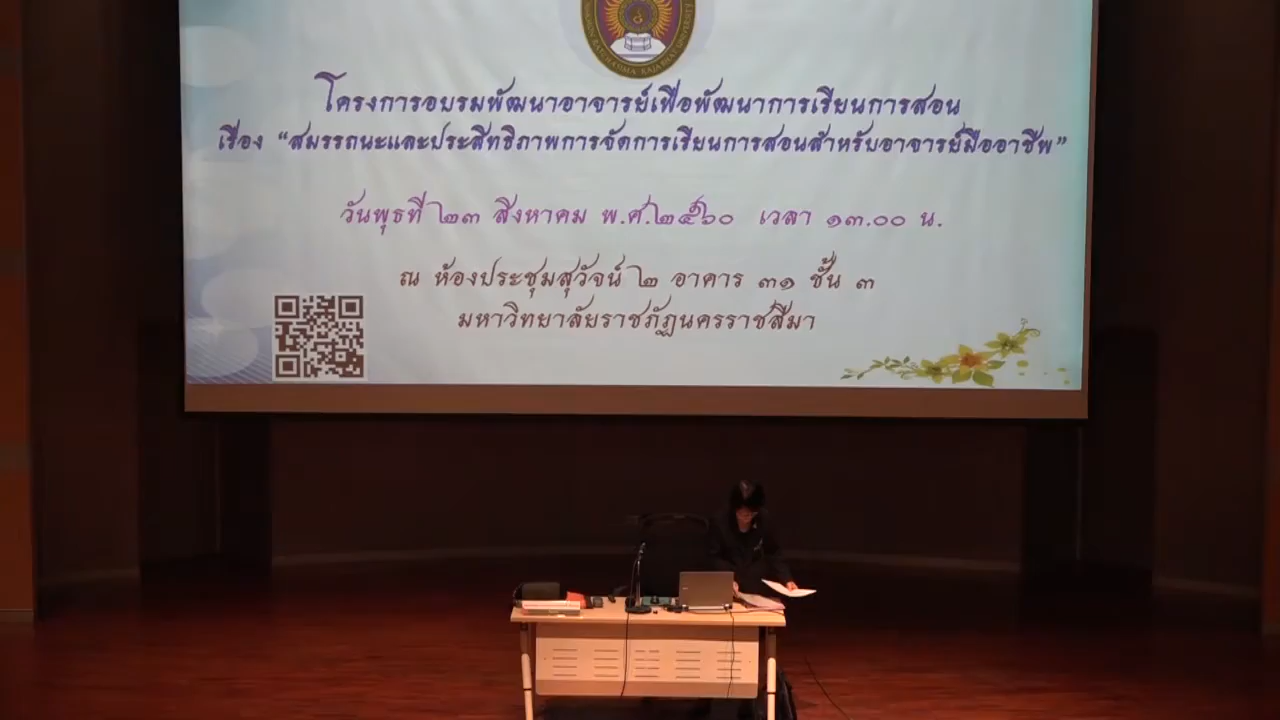 โครงการอบรมพัฒนาอาจารย์เพื่อพัฒนาการเรียนการสอน
เรื่อง “สมรรถนะและประสิทธิภาพการจัดการเรียนการสอนสำหรับอาจารย์มืออาชีพ”
วันพุธที่ ๒๓ สิงหาคม พ.ศ.๒๕๖๐ เวลา ๑๓.๐๐ น.
ณ ห้องประชุมสุวัจน์ ๒ อาคาร ๓๑ ชั้น ๓
มหาวิทยาลัยราชภัฏนครราชสีมา